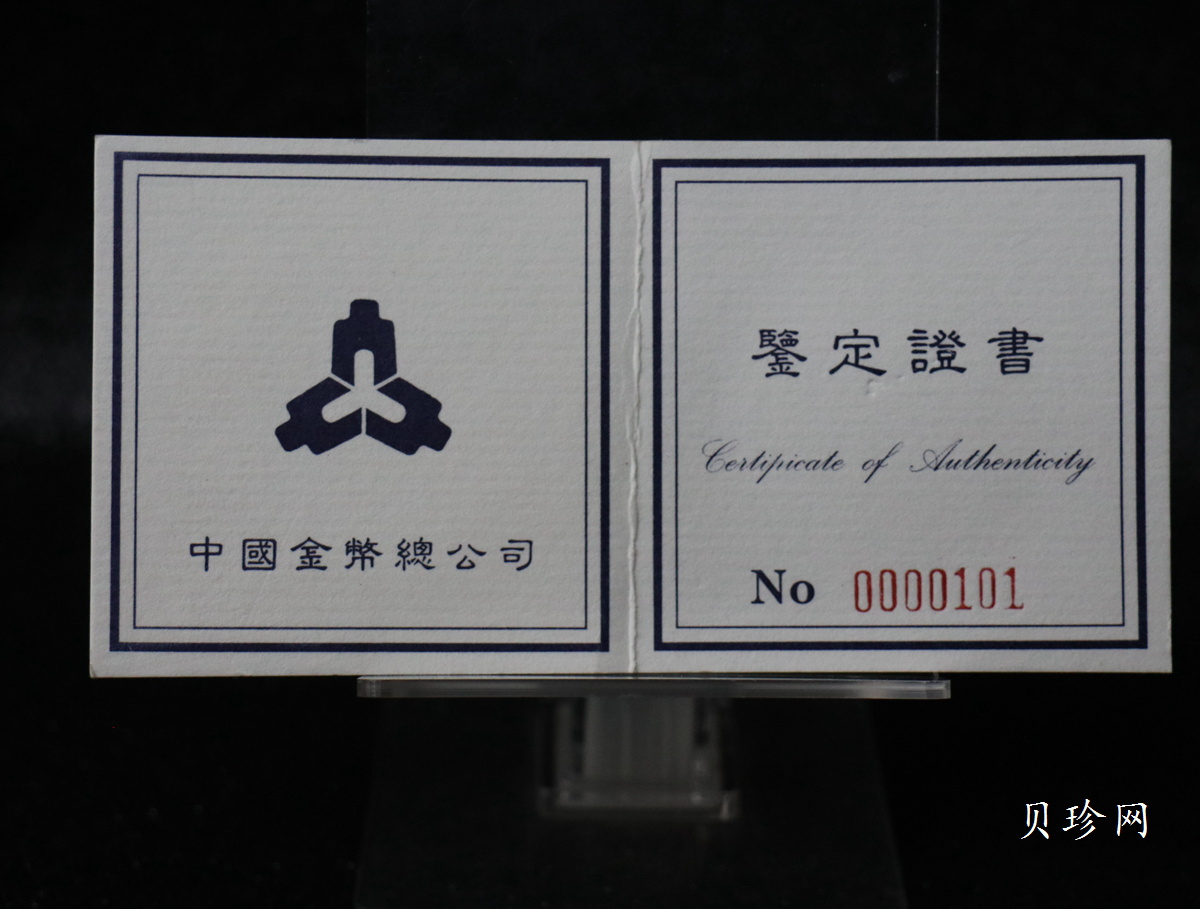 中國金幣總公司
鑒定證書
Certificate of Authenticity
No 0000101
贝珍网